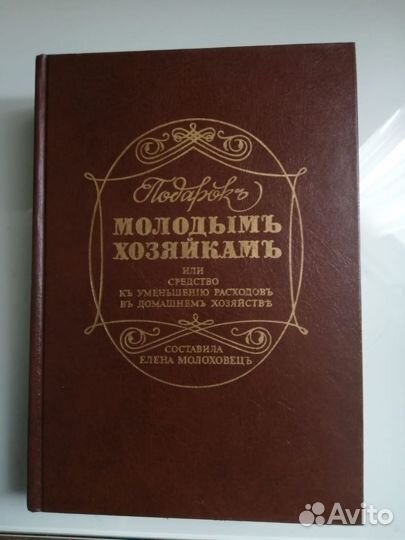 Подарокъ
МОЛОДЫМЪ
ХОЗЯЙКАМЪ
ИЛИ
СРЕДСТВО
КЪ УМЕНЬШЕНІЮ РАСХОДОВЪ
ВЪ ДОМАШНЕМЪ ХОЗЯЙСТВѢ
СОСТАВИЛА
ЕЛЕНА МОЛОХОВЕЦЪ
Avito